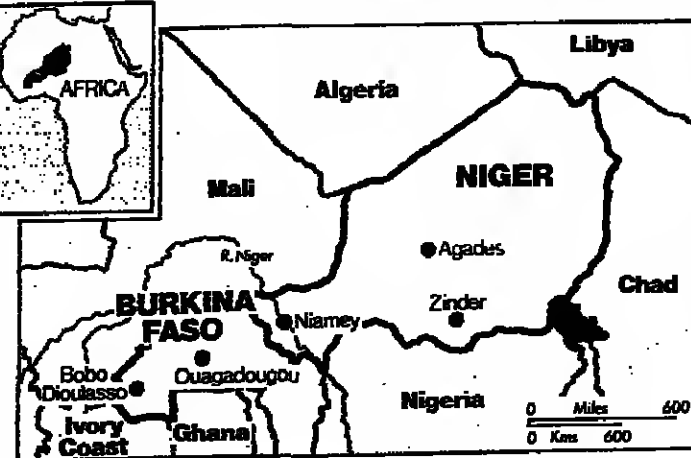 AFRICA
Libya
Algeria
NIGER
Mali
Agades
R. Niger
Chad
BURKINA
FASO
Zinder
Niamey
Bobo
Dioulasso
Ouagadougou
Nigeria
Ivory
Coast
Ghana
0 Miles 600
0 Kms 600